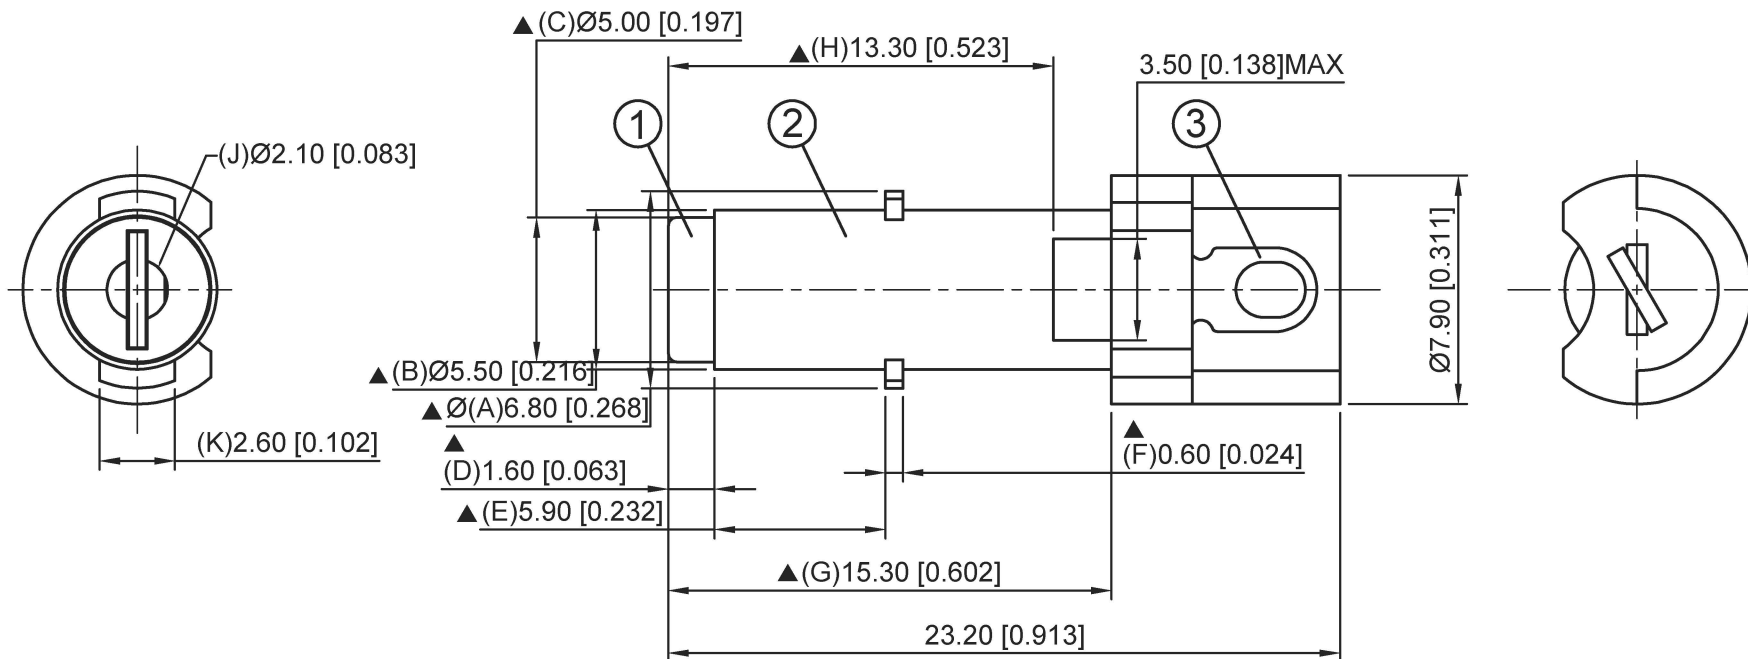 ▲ (C)Ø5.00 [0.197]
▲ (H)13.30 [0.523]
3.50 [0.138]MAX
1
2
3
(J)Ø2.10 [0.083]
Ø7.90 [0.311]
▲ (B)Ø5.50 [0.216]
▲ Ø(A)6.80 [0.268]
(K)2.60 [0.102]
▲
(D)1.60 [0.063]
▲
(F)0.60 [0.024]
▲ (E)5.90 [0.232]
▲ (G)15.30 [0.602]
23.20 [0.913]